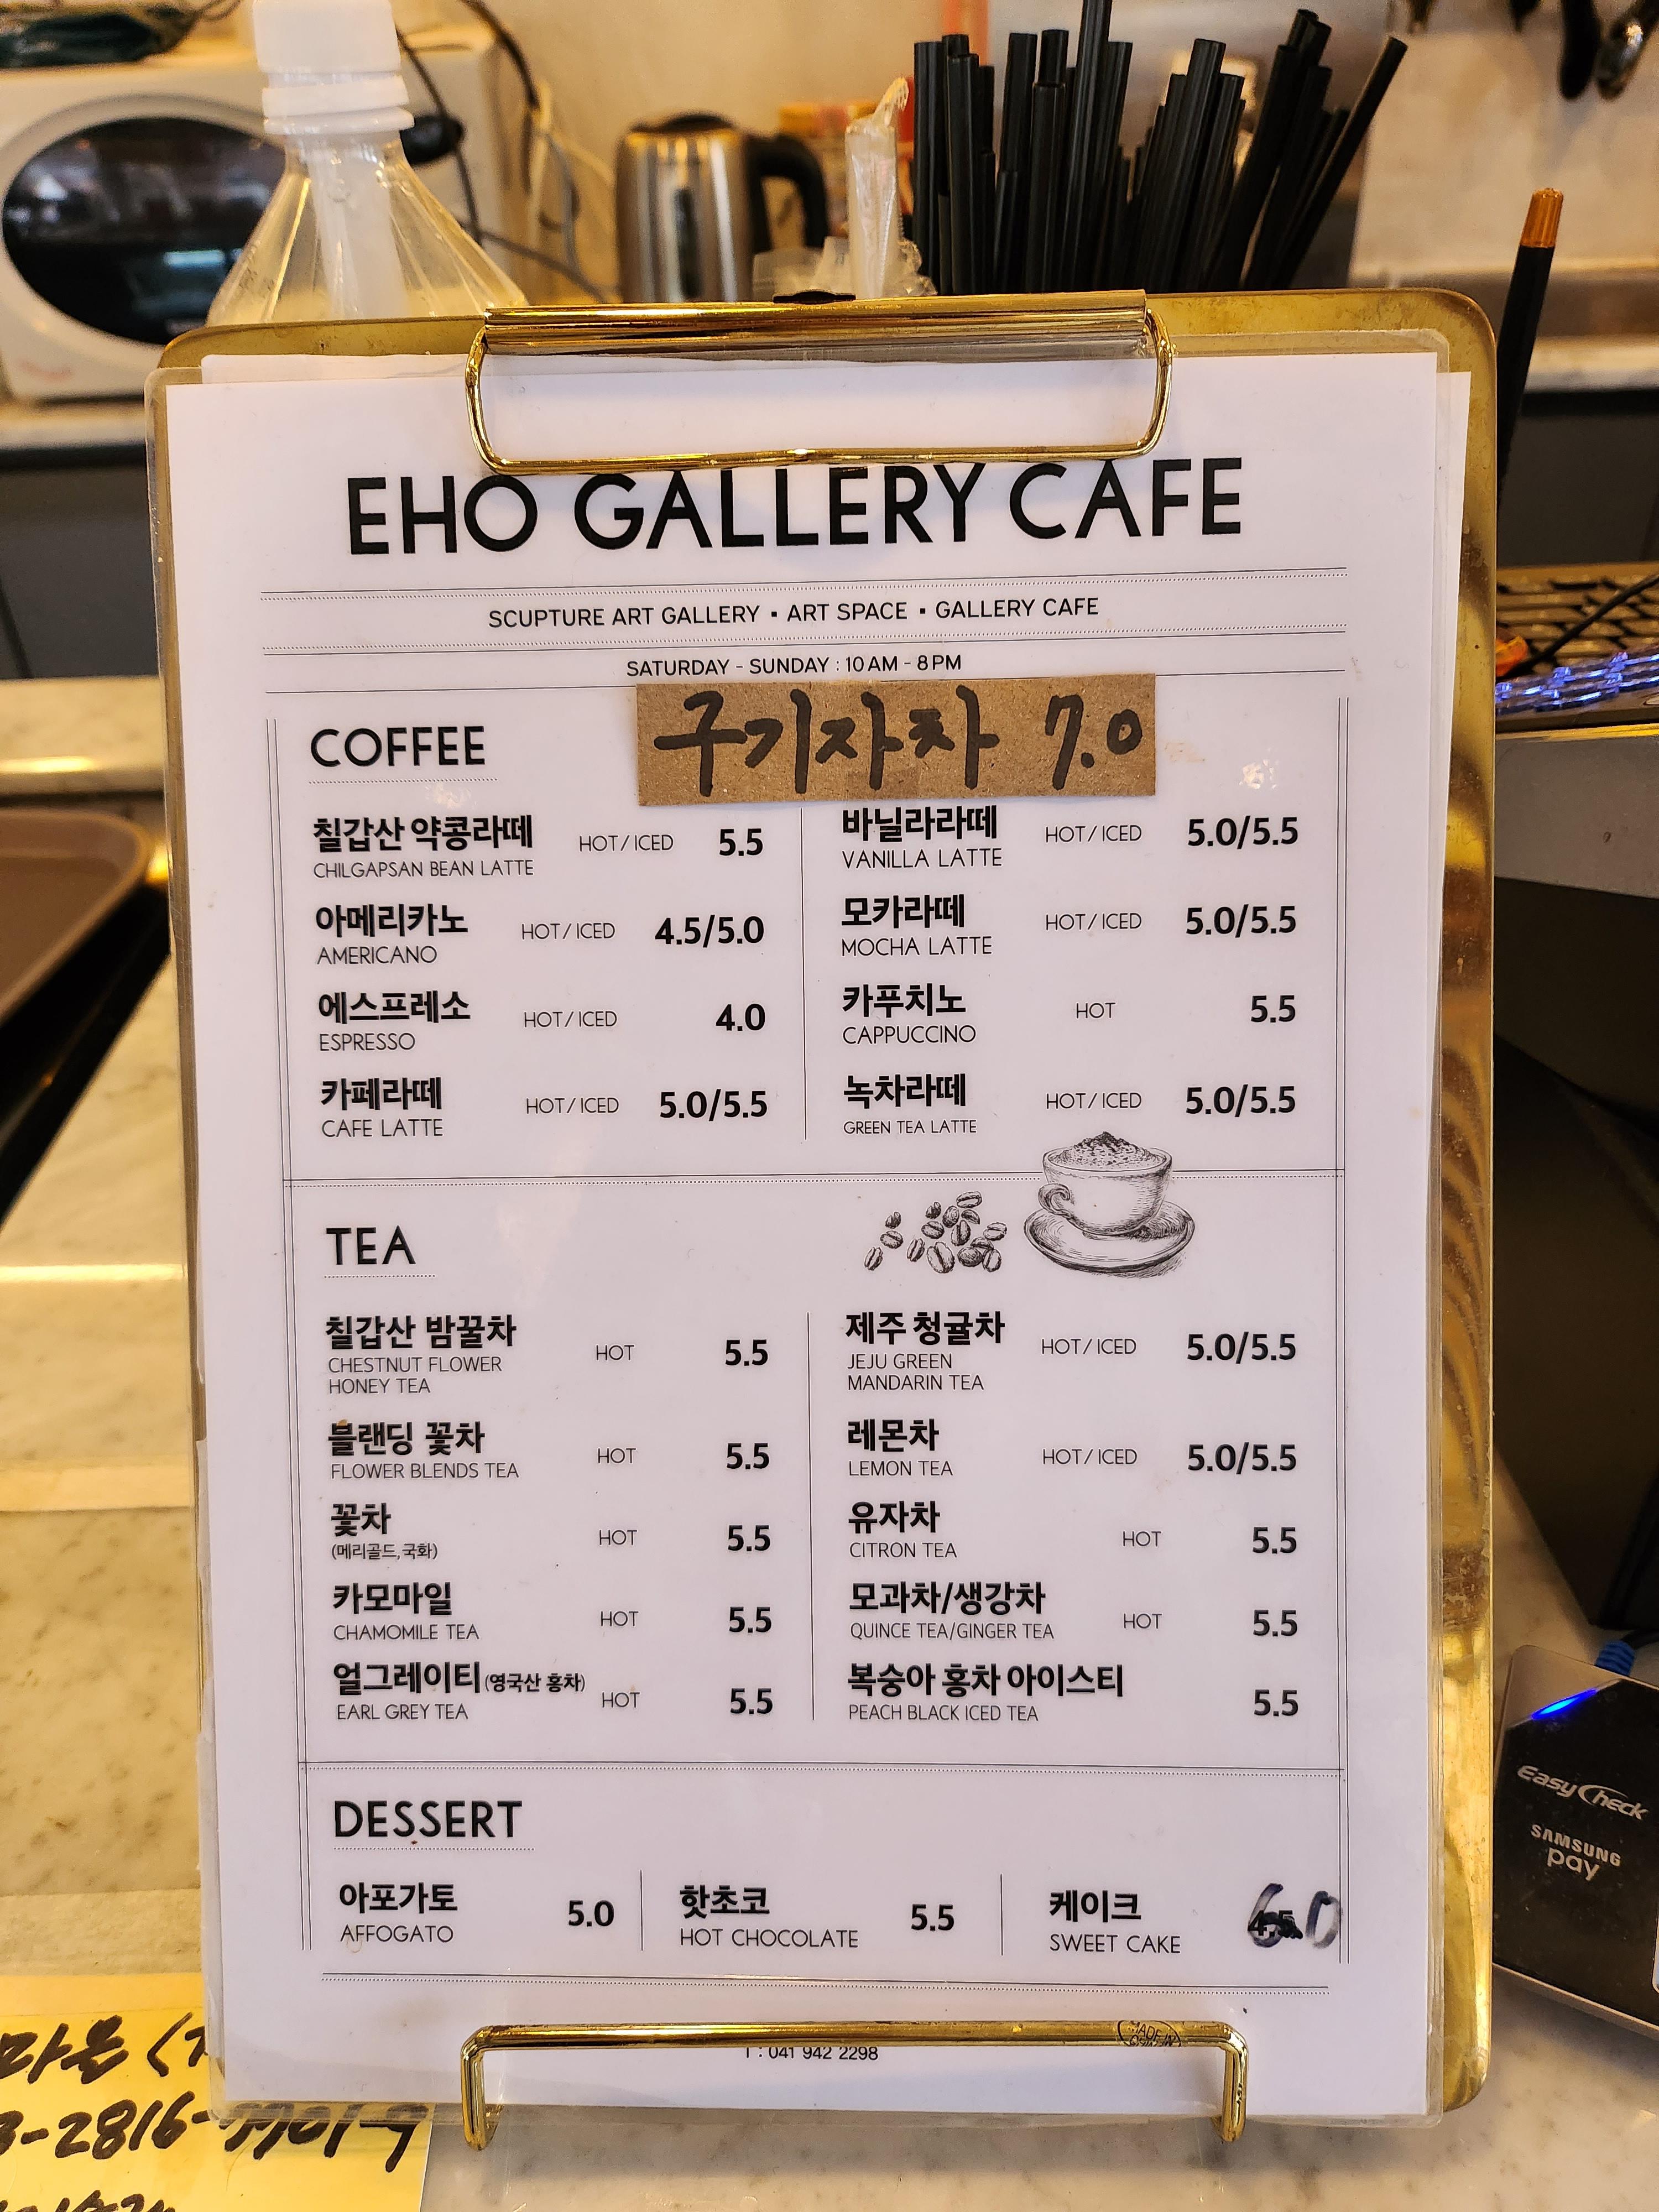 EHO GALLERY CAFE
SCUPTURE ART GALLERY ▪ ART SPACE ▪ GALLERY CAFE
SATURDAY - SUNDAY : 10 AM - 8 PM
구기자차 7.0
COFFEE
칠갑산 약콩라떼 HOT / ICED 5.5
CHILGAPSAN BEAN LATTE
아메리카노 HOT / ICED 4.5/5.0
AMERICANO
에스프레소 HOT / ICED 4.0
ESPRESSO
카페라떼 HOT / ICED 5.0/5.5
CAFE LATTE
바닐라라떼 HOT / ICED 5.0/5.5
VANILLA LATTE
모카라떼 HOT / ICED 5.0/5.5
MOCHA LATTE
카푸치노 HOT 5.5
CAPPUCCINO
녹차라떼 HOT / ICED 5.0/5.5
GREEN TEA LATTE
TEA
칠갑산 밤꿀차 HOT 5.5
CHESTNUT FLOWER
HONEY TEA
블랜딩 꽃차 HOT 5.5
FLOWER BLENDS TEA
꽃차 HOT 5.5
(메리골드,국화)
카모마일 HOT 5.5
CHAMOMILE TEA
얼그레이티(영국산 홍차) HOT 5.5
EARL GREY TEA
제주 청귤차 HOT / ICED 5.0/5.5
JEJU GREEN
MANDARIN TEA
레몬차 HOT / ICED 5.0/5.5
LEMON TEA
유자차 HOT 5.5
CITRON TEA
모과차/생강차 HOT 5.5
QUINCE TEA/GINGER TEA
복숭아 홍차 아이스티 5.5
PEACH BLACK ICED TEA
DESSERT
아포가토 5.0
AFFOGATO
핫초코 5.5
HOT CHOCOLATE
케이크 6.0
SWEET CAKE
T : 041 942 2298
MADE IN
EasyCheck
SAMSUNG
pay